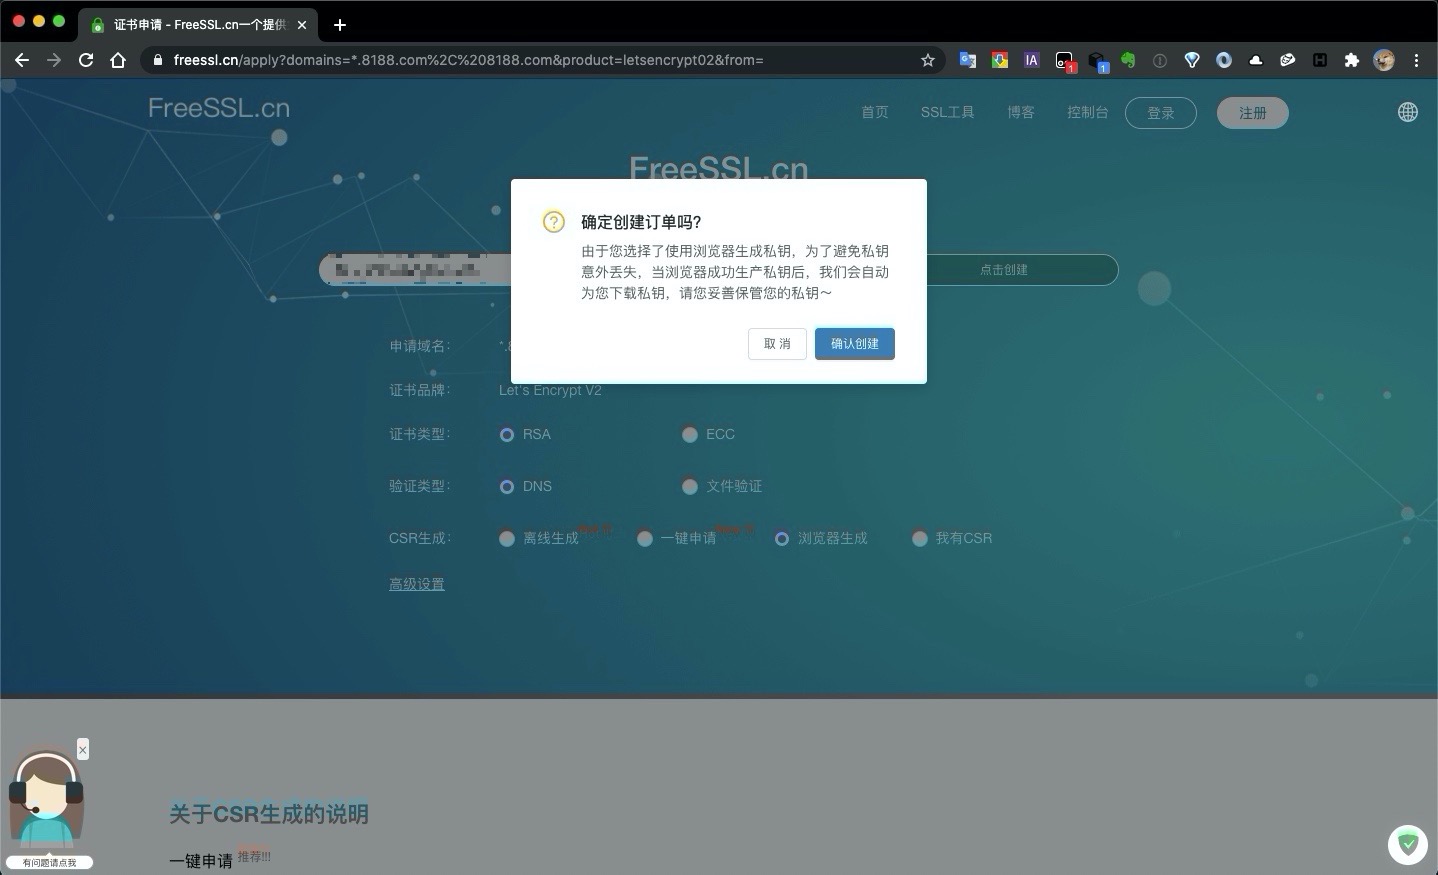 证书申请 - FreeSSL.cn一个提供
freessl.cn/apply?domains=*.8188.com%2C%208188.com&product=letsencrypt02&from=
FreeSSL.cn
首页
SSL工具
博客
控制台
登录
注册
FreeSSL.cn
点击创建
确定创建订单吗?
由于您选择了使用浏览器生成私钥，为了避免私钥
意外丢失，当浏览器成功生产私钥后，我们会自动
为您下载私钥，请您妥善保管您的私钥～
取 消
确认创建
申请域名：
证书品牌：
Let's Encrypt V2
证书类型：
RSA
ECC
验证类型：
DNS
文件验证
CSR生成：
离线生成
一键申请
浏览器生成
我有CSR
高级设置
关于CSR生成的说明
一键申请 推荐!!!
有问题请点我